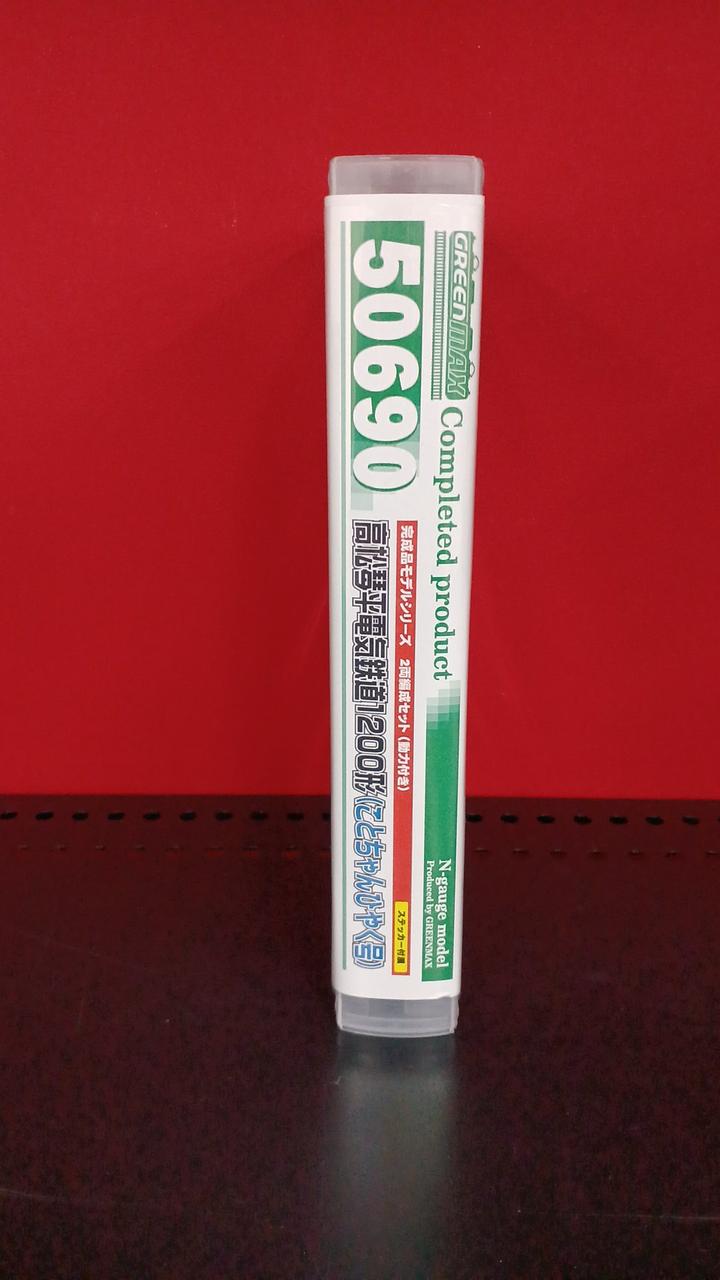 GREENMAX
Completed product
N-gauge model
Produced by GREENMAX
50690
完成品モデルシリーズ 2両編成セット(動力付き)
ステッカー付属
高松琴平電気鉄道1200形(ことちゃんひゃく号)